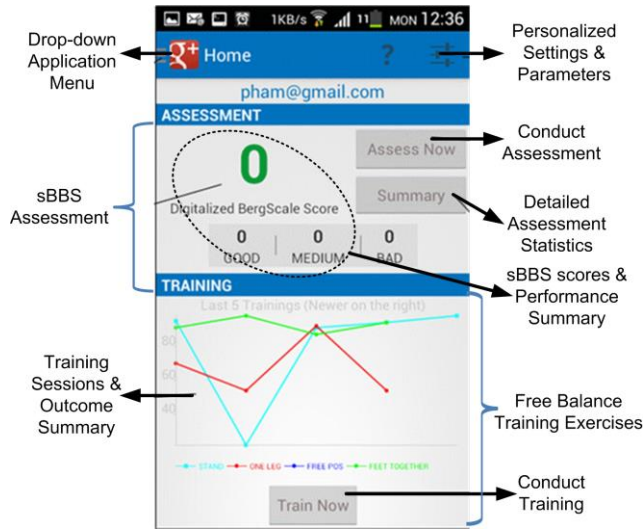 1KB/s 11 MON 12:36
Drop-down
Application
Menu
g+ Home ?
Personalized
Settings &
Parameters
pham@gmail.com
ASSESSMENT
0
Digitalized BergScale Score
Assess Now
Summary
0 0 0
GOOD MEDIUM BAD
sBBS
Assessment
Conduct
Assessment
Detailed
Assessment
Statistics
sBBS scores &
Performance
Summary
TRAINING
Last 5 Trainings (Newer on the right)
80
60
40
STAND ONE LEG FREE POS FEET TOGETHER
Train Now
Training
Sessions &
Outcome
Summary
Free Balance
Training Exercises
Conduct
Training